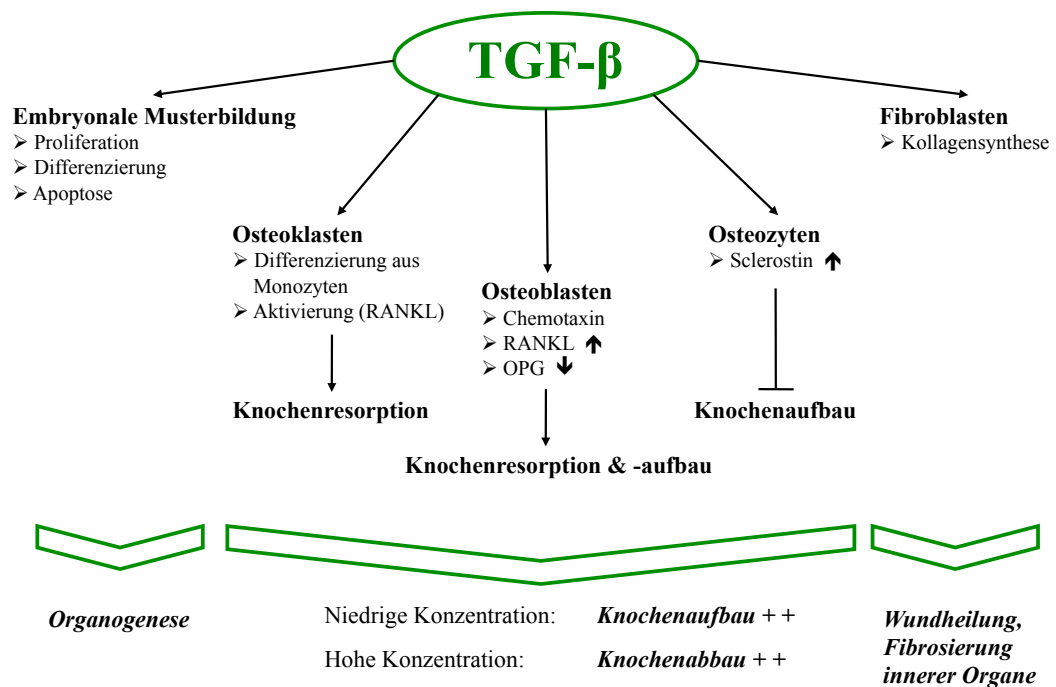 TGF-β
Embryonale Musterbildung
➢ Proliferation
➢ Differenzierung
➢ Apoptose
Fibroblasten
➢ Kollagensynthese
Osteoklasten
➢ Differenzierung aus
Monozyten
➢ Aktivierung (RANKL)
Osteoblasten
➢ Chemotaxin
➢ RANKL ↑
➢ OPG ↓
Osteozyten
➢ Sclerostin ↑
Knochenresorption
Knochenaufbau
Knochenresorption & -aufbau
Organogenese
Niedrige Konzentration: Knochenaufbau + +
Hohe Konzentration: Knochenabbau + +
Wundheilung,
Fibrosierung
innerer Organe